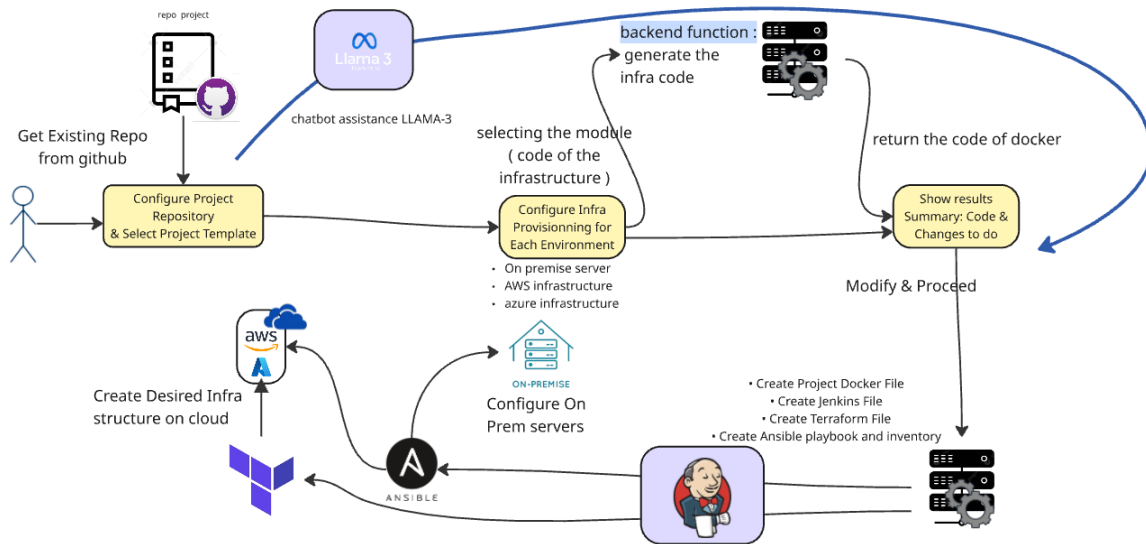 repo project
Llama 3
chatbot assistance LLAMA-3
Get Existing Repo
from github
Configure Project
Repository
& Select Project Template
selecting the module
( code of the
infrastructure )
backend function :
generate the
infra code
return the code of docker
Configure Infra
Provisionning for
Each Environment
• On premise server
• AWS infrastructure
• azure infrastructure
Show results
Summary: Code &
Changes to do
Modify & Proceed
aws
ON-PREMISE
Configure On
Prem servers
Create Desired Infra
structure on cloud
ANSIBLE
• Create Project Docker File
• Create Jenkins File
• Create Terraform File
• Create Ansible playbook and inventory